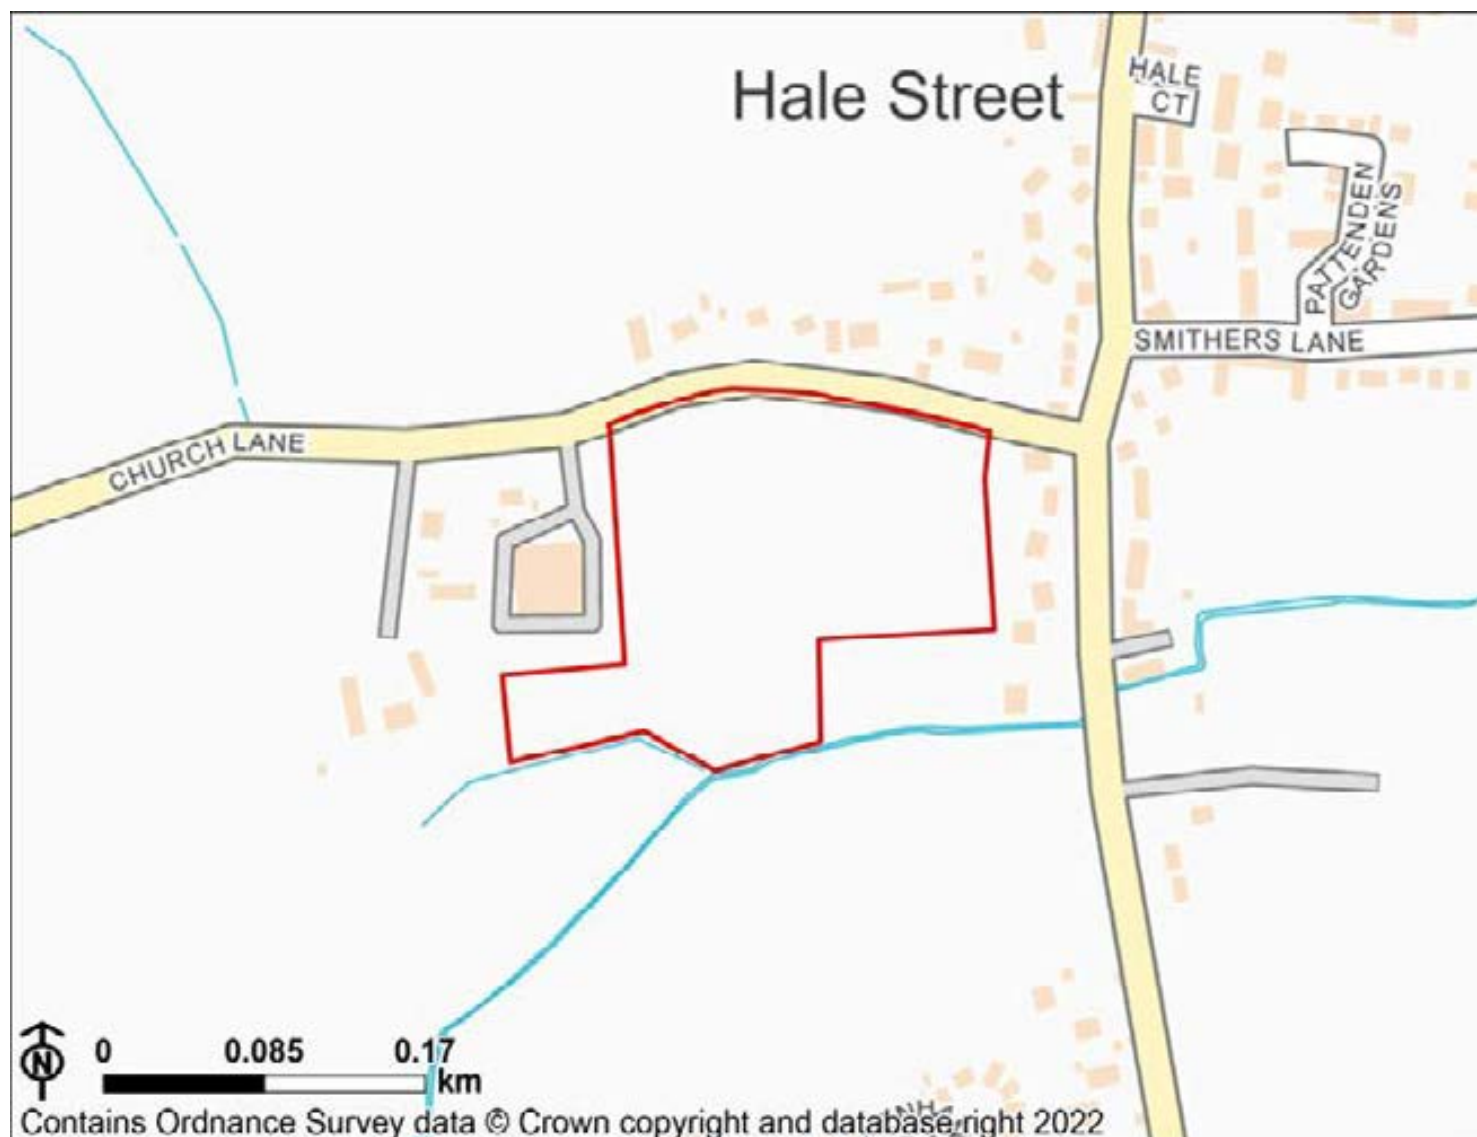 Hale Street
HALE
CT
PATTENDEN
GARDENS
SMITHERS LANE
CHURCH LANE
N
0 0.085 0.17
km
Contains Ordnance Survey data © Crown copyright and database right 2022